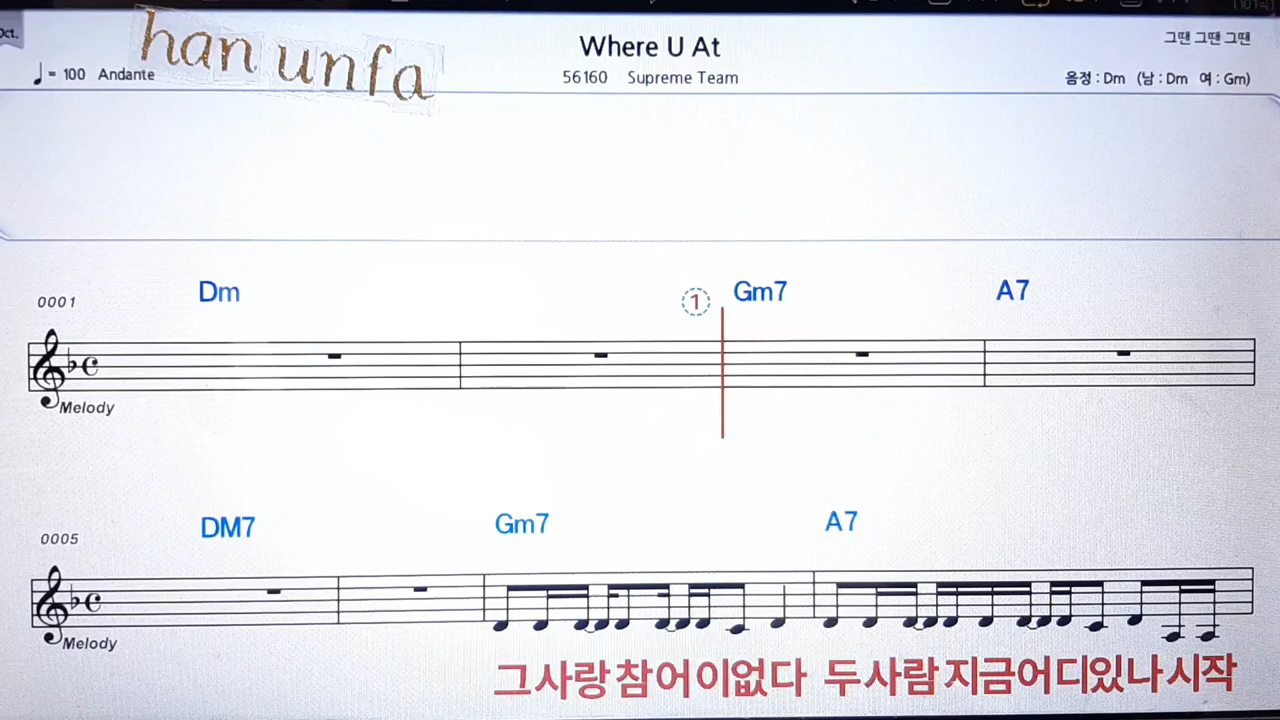 Oct.
han unfa
Where U At
그땐 그땐 그땐
♩ = 100 Andante
56160 Supreme Team
음정 : Dm (남 : Dm 여 : Gm)
0001
Dm
① Gm7
A7
Melody
0005
DM7
Gm7
A7
Melody
그사랑참어이없다 두사람지금어디있나시작